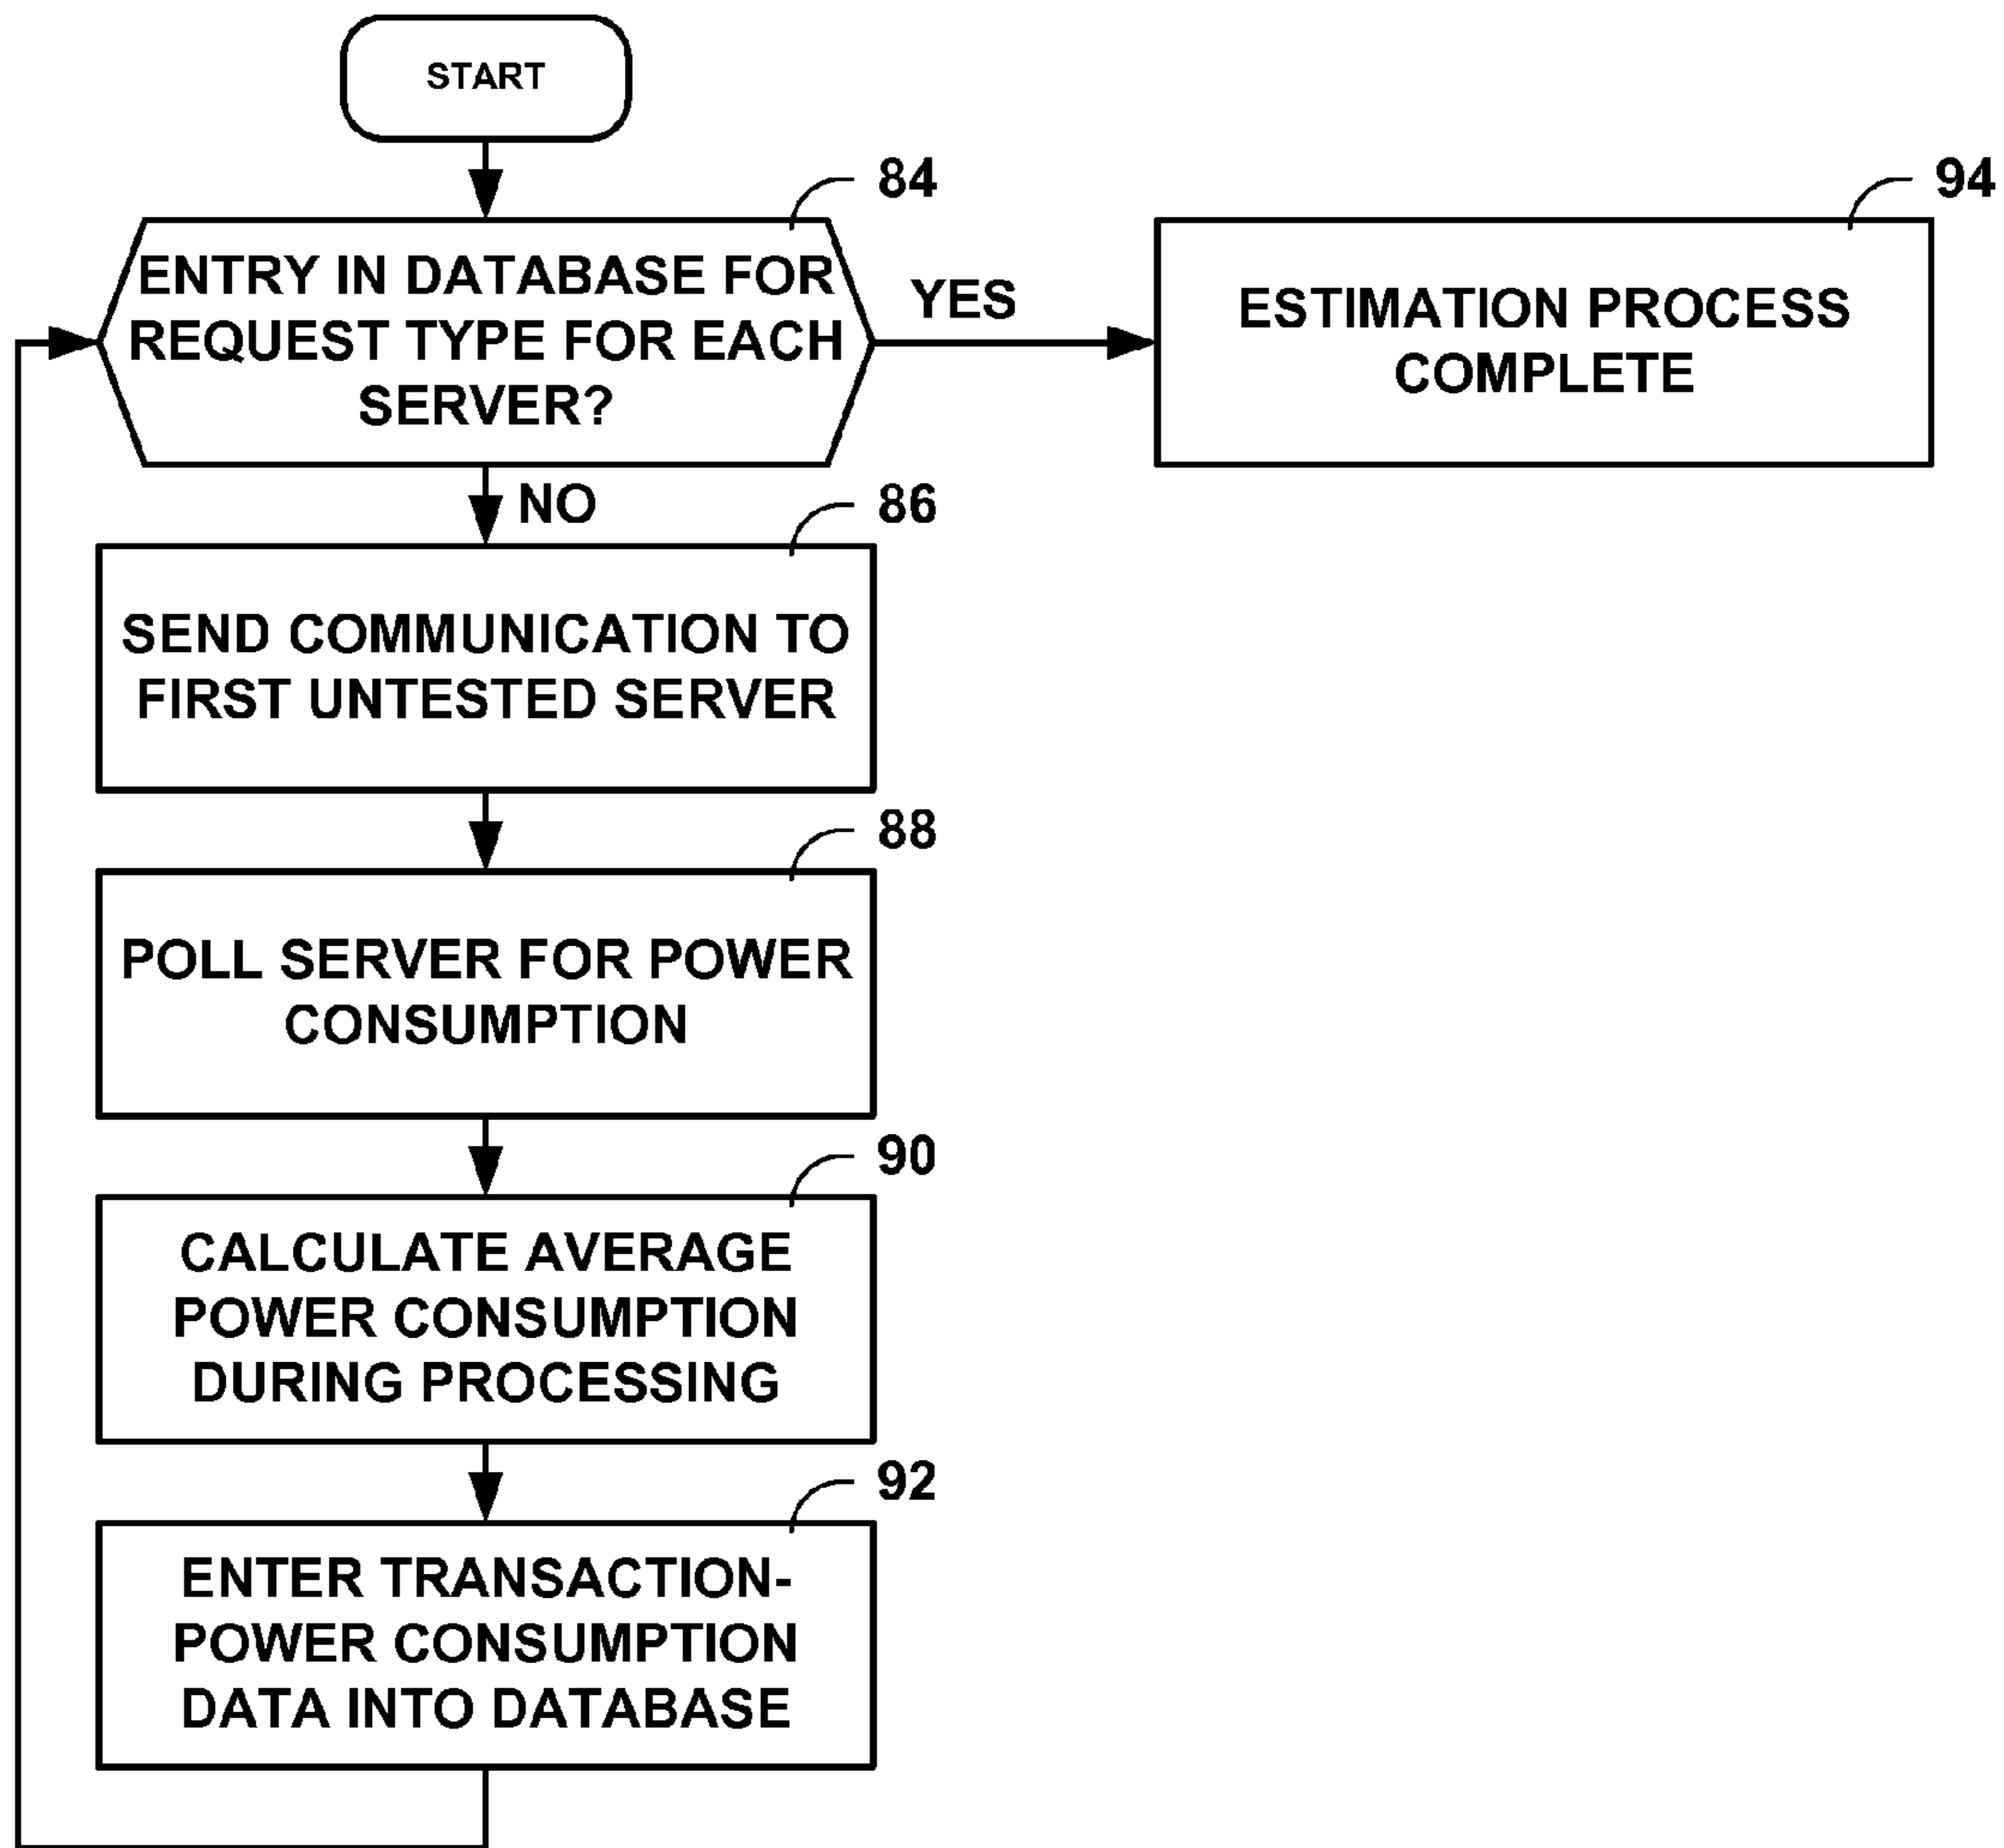 START
84
ENTRY IN DATABASE FOR
REQUEST TYPE FOR EACH
SERVER?
YES
94
ESTIMATION PROCESS
COMPLETE
NO
86
SEND COMMUNICATION TO
FIRST UNTESTED SERVER
88
POLL SERVER FOR POWER
CONSUMPTION
90
CALCULATE AVERAGE
POWER CONSUMPTION
DURING PROCESSING
92
ENTER TRANSACTION-
POWER CONSUMPTION
DATA INTO DATABASE